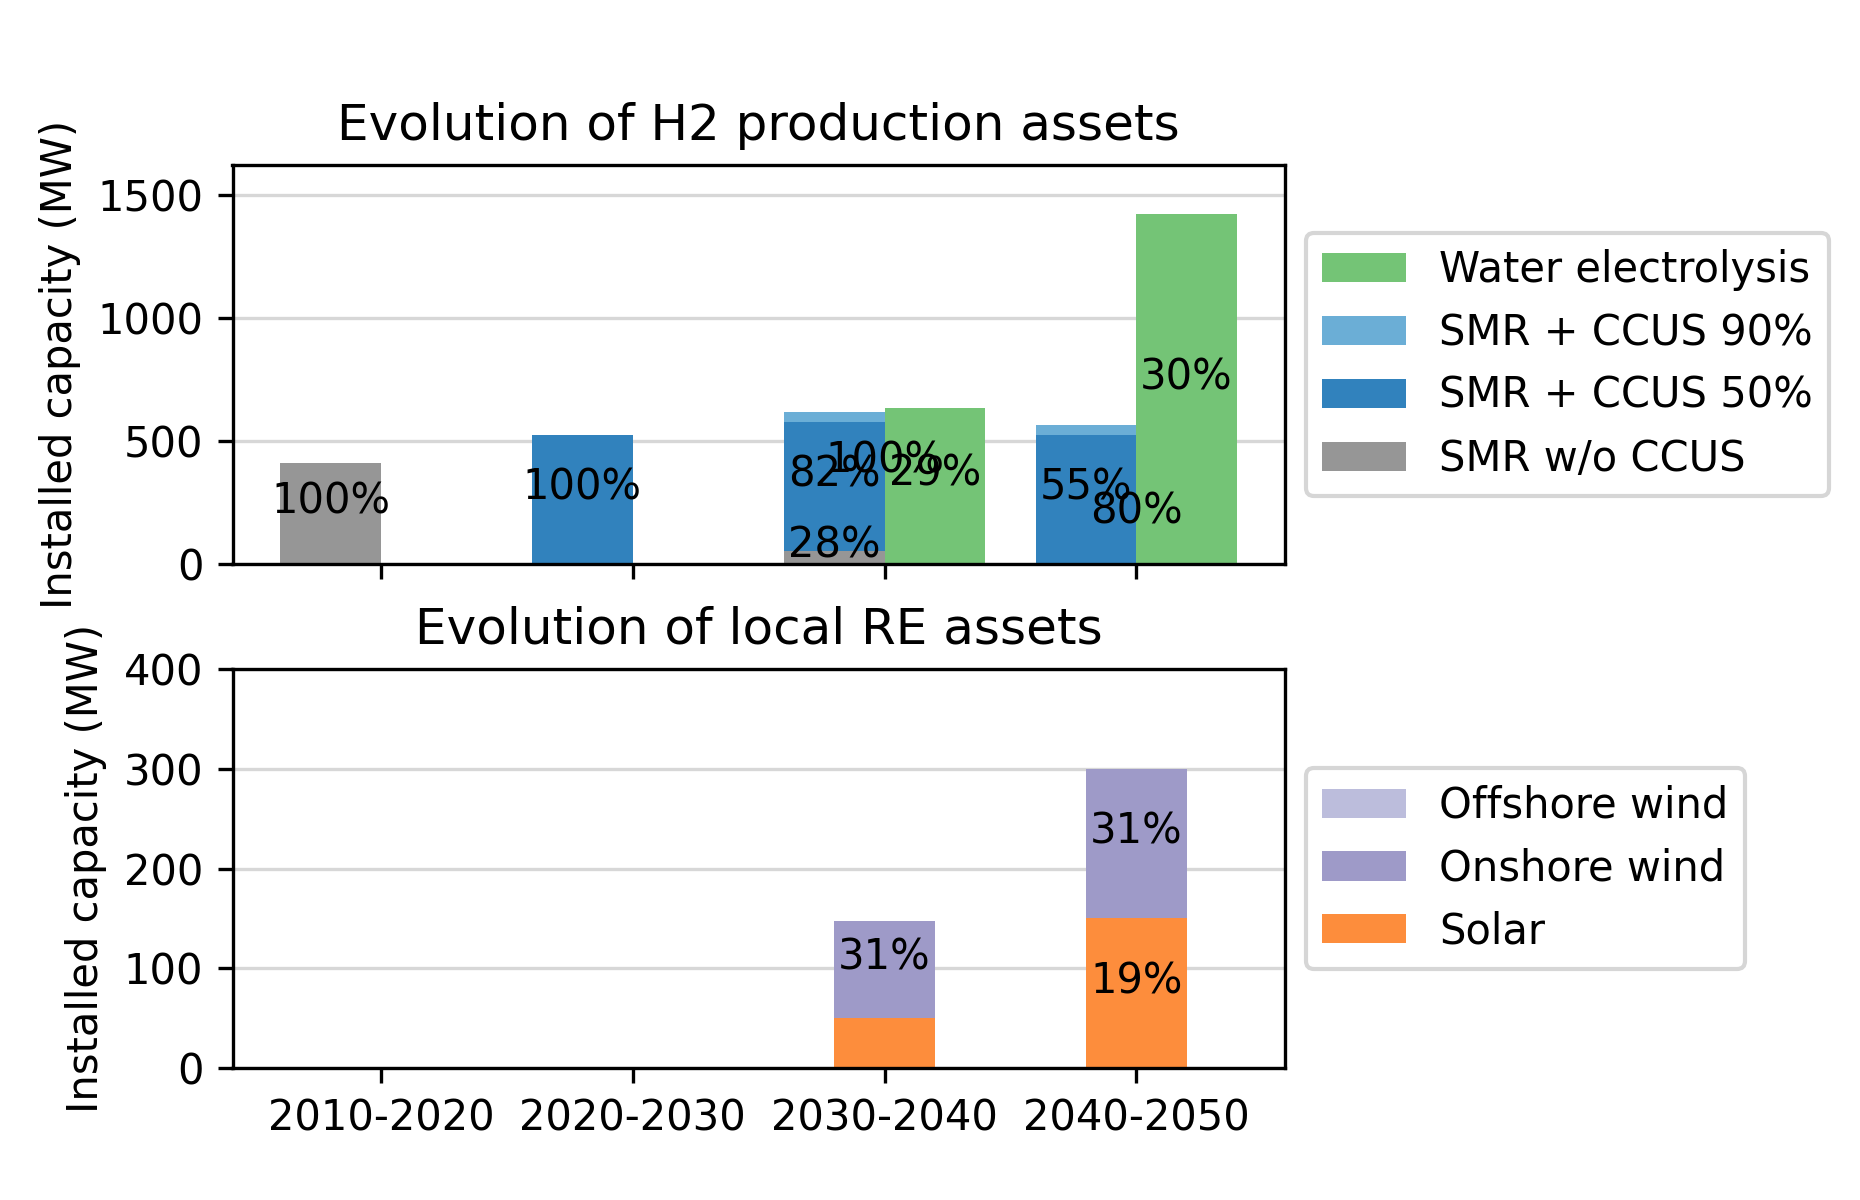 Evolution of H2 production assets
Installed capacity (MW)
1500
1000
500
0
100%
100%
82%
100%
29%
28%
55%
80%
30%
Water electrolysis
SMR + CCUS 90%
SMR + CCUS 50%
SMR w/o CCUS
Evolution of local RE assets
Installed capacity (MW)
400
300
200
100
0
31%
31%
19%
2010-2020 2020-2030 2030-2040 2040-2050
Offshore wind
Onshore wind
Solar